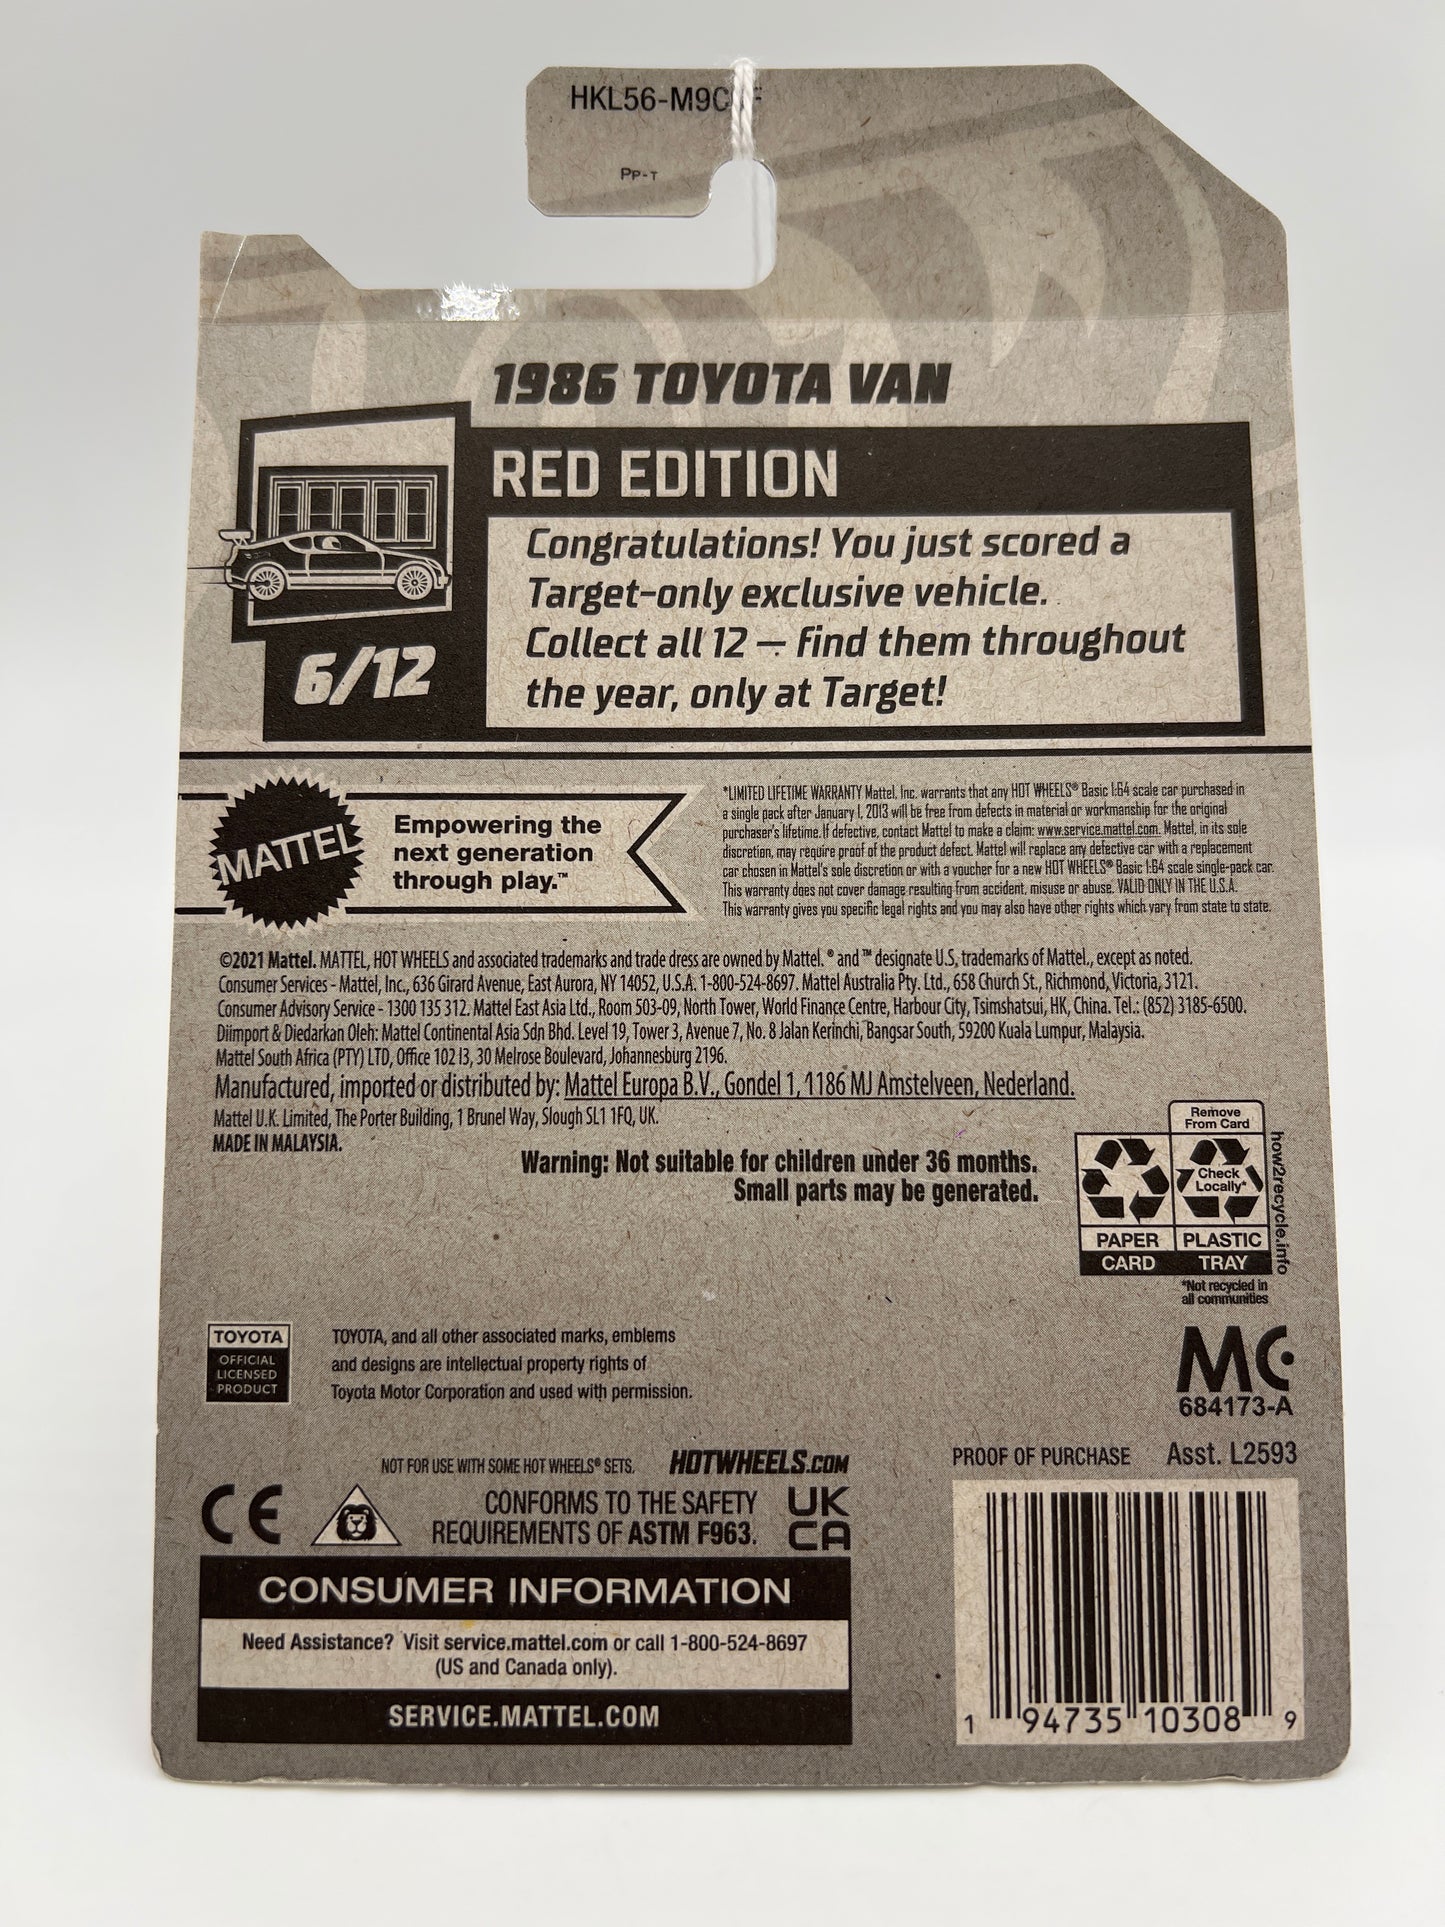 HKL56-M9C
PP-T
1986 TOYOTA VAN
RED EDITION
Congratulations! You just scored a
Target-only exclusive vehicle.
Collect all 12 – find them throughout
the year, only at Target!
6/12
MATTEL
Empowering the
next generation
through play.™
*LIMITED LIFETIME WARRANTY Mattel, Inc. warrants that any HOT WHEELS® Basic 1:64 scale car purchased in
a single pack after January 1, 2013 will be free from defects in material or workmanship for the original
purchaser's lifetime. If defective, contact Mattel to make a claim: www.service.mattel.com. Mattel, in its sole
discretion, may require proof of the product defect. Mattel will replace any defective car with a replacement
car chosen in Mattel's sole discretion or with a voucher for a new HOT WHEELS® Basic 1:64 scale single-pack car.
This warranty does not cover damage resulting from accident, misuse or abuse. VALID ONLY IN THE U.S.A.
This warranty gives you specific legal rights and you may also have other rights which vary from state to state.
©2021 Mattel. MATTEL, HOT WHEELS and associated trademarks and trade dress are owned by Mattel. ® and ™ designate U.S, trademarks of Mattel., except as noted.
Consumer Services - Mattel, Inc., 636 Girard Avenue, East Aurora, NY 14052, U.S.A. 1-800-524-8697. Mattel Australia Pty. Ltd., 658 Church St., Richmond, Victoria, 3121.
Consumer Advisory Service - 1300 135 312. Mattel East Asia Ltd., Room 503-09, North Tower, World Finance Centre, Harbour City, Tsimshatsui, HK, China. Tel.: (852) 3185-6500.
Diimport & Diedarkan Oleh: Mattel Continental Asia Sdn Bhd. Level 19, Tower 3, Avenue 7, No. 8 Jalan Kerinchi, Bangsar South, 59200 Kuala Lumpur, Malaysia.
Mattel South Africa (PTY) LTD, Office 102 I3, 30 Melrose Boulevard, Johannesburg 2196.
Manufactured, imported or distributed by: Mattel Europa B.V., Gondel 1, 1186 MJ Amstelveen, Nederland.
Mattel U.K. Limited, The Porter Building, 1 Brunel Way, Slough SL1 1FQ, UK.
MADE IN MALAYSIA.
Warning: Not suitable for children under 36 months.
Small parts may be generated.
Remove
From Card
Check
Locally*
PAPER
PLASTIC
CARD
TRAY
how2recycle.info
*Not recycled in
all communities
TOYOTA
OFFICIAL
LICENSED
PRODUCT
TOYOTA, and all other associated marks, emblems
and designs are intellectual property rights of
Toyota Motor Corporation and used with permission.
MC
684173-A
NOT FOR USE WITH SOME HOT WHEELS® SETS.
HOTWHEELS.COM
PROOF OF PURCHASE
Asst. L2593
CE
CONFORMS TO THE SAFETY
REQUIREMENTS OF ASTM F963.
UK
CA
CONSUMER INFORMATION
Need Assistance? Visit service.mattel.com or call 1-800-524-8697
(US and Canada only).
SERVICE.MATTEL.COM
1 94735 10308 9